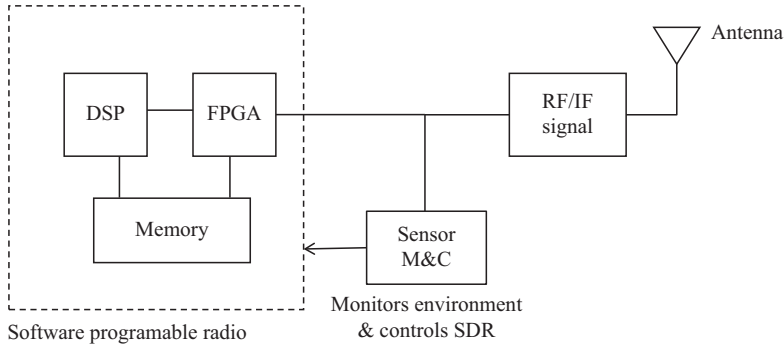 Antenna
DSP
FPGA
RF/IF
signal
Memory
Sensor
M&C
Monitors environment
& controls SDR
Software programable radio